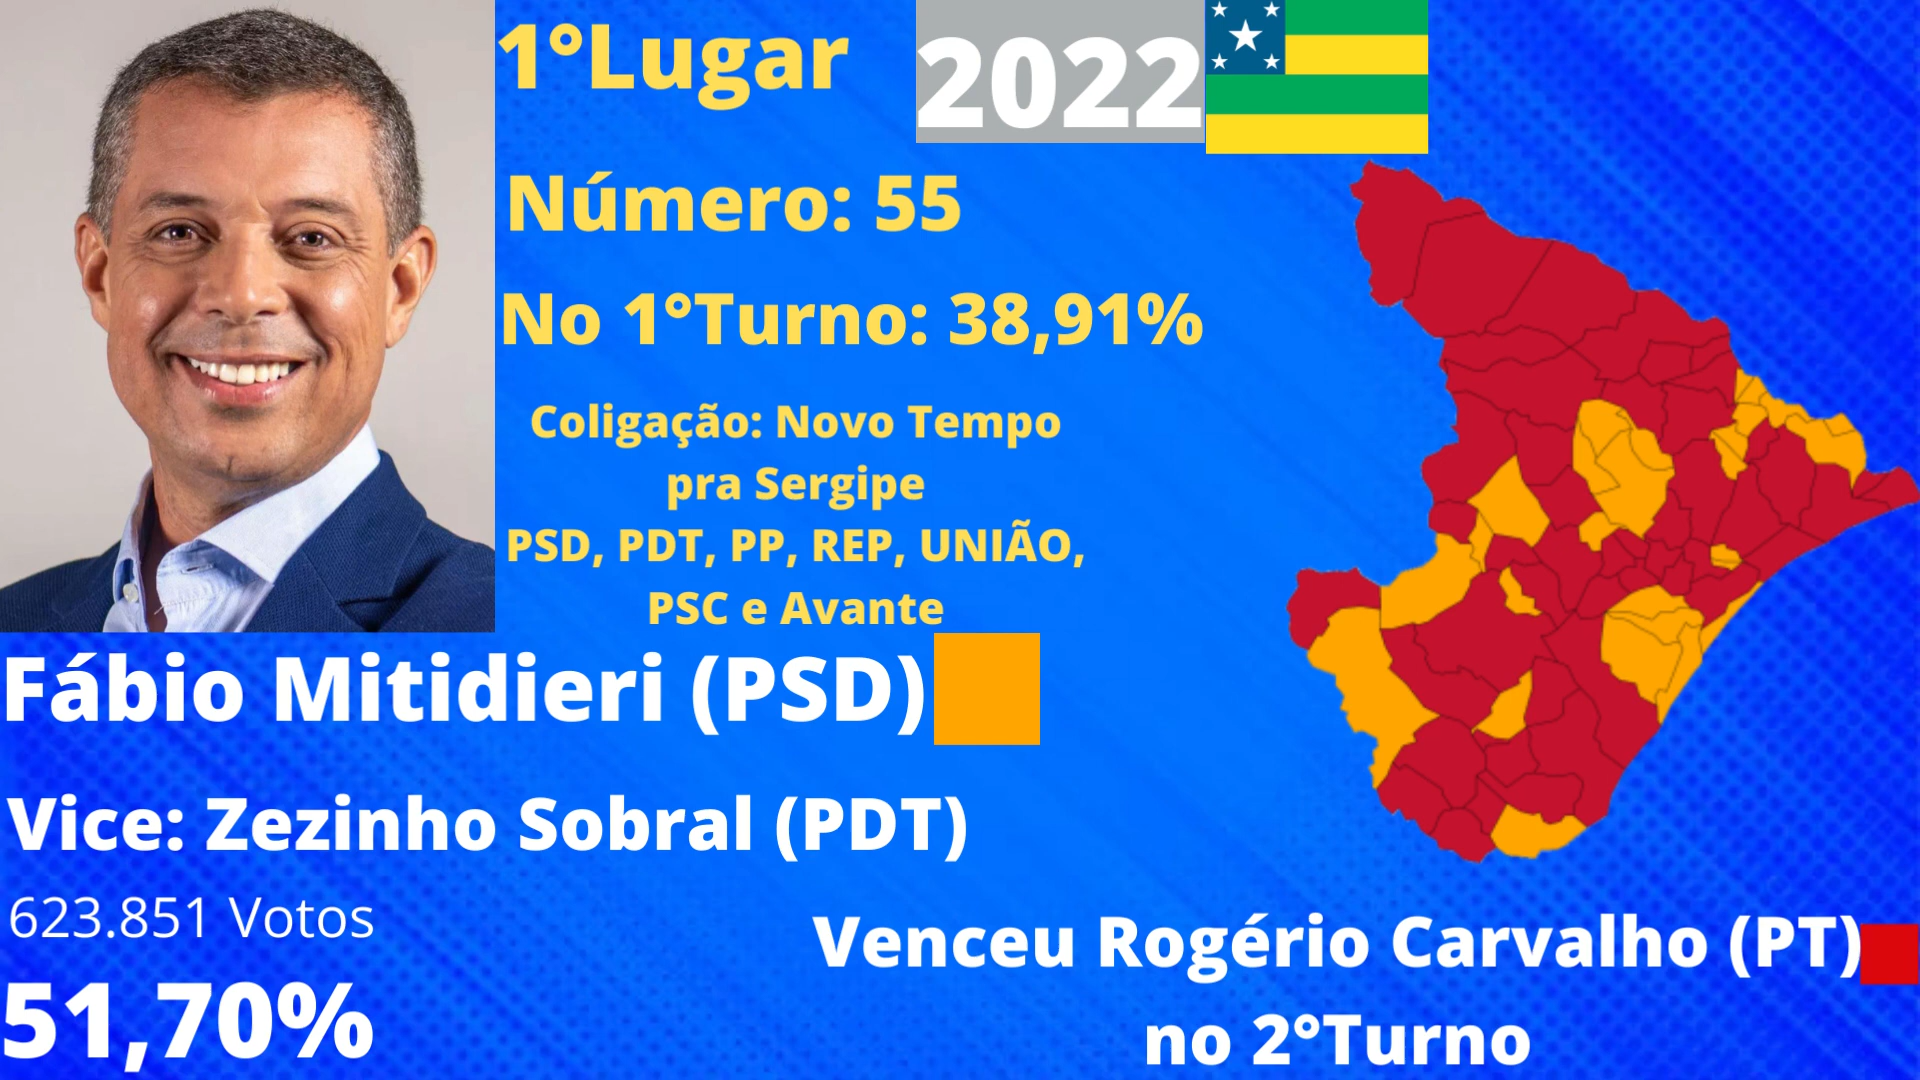 1°Lugar
2022
Número: 55
No 1°Turno: 38,91%
Coligação: Novo Tempo
pra Sergipe
PSD, PDT, PP, REP, UNIÃO,
PSC e Avante
Fábio Mitidieri (PSD)
Vice: Zezinho Sobral (PDT)
623.851 Votos
51,70%
Venceu Rogério Carvalho (PT)
no 2°Turno